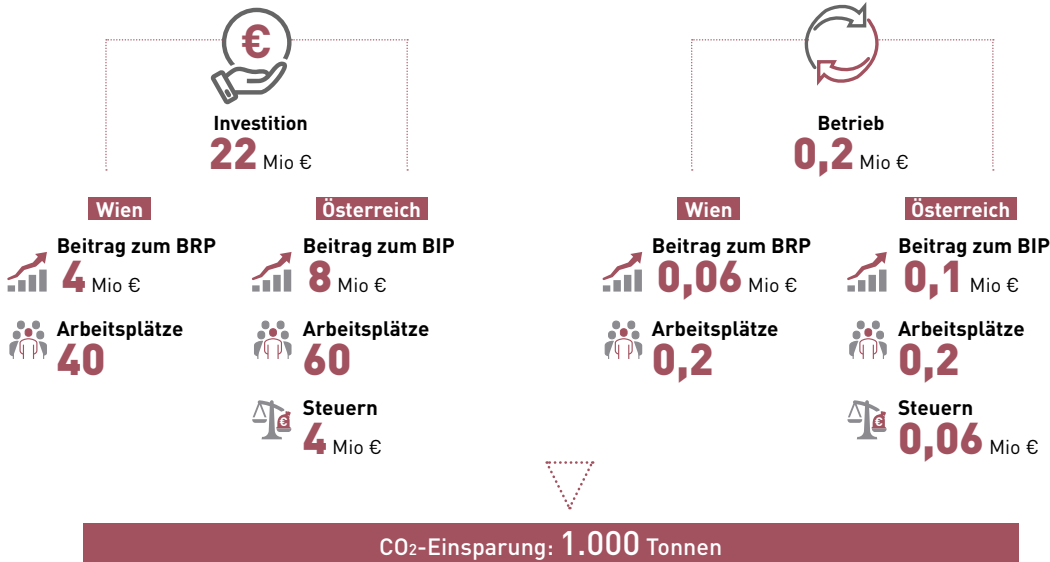 €
Investition
22 Mio €
Wien
Beitrag zum BRP
4 Mio €
Arbeitsplätze
40
Österreich
Beitrag zum BIP
8 Mio €
Arbeitsplätze
60
€
Steuern
4 Mio €
Betrieb
0,2 Mio €
Wien
Beitrag zum BRP
0,06 Mio €
Arbeitsplätze
0,2
Österreich
Beitrag zum BIP
0,1 Mio €
Arbeitsplätze
0,2
€
Steuern
0,06 Mio €
CO₂-Einsparung: 1.000 Tonnen